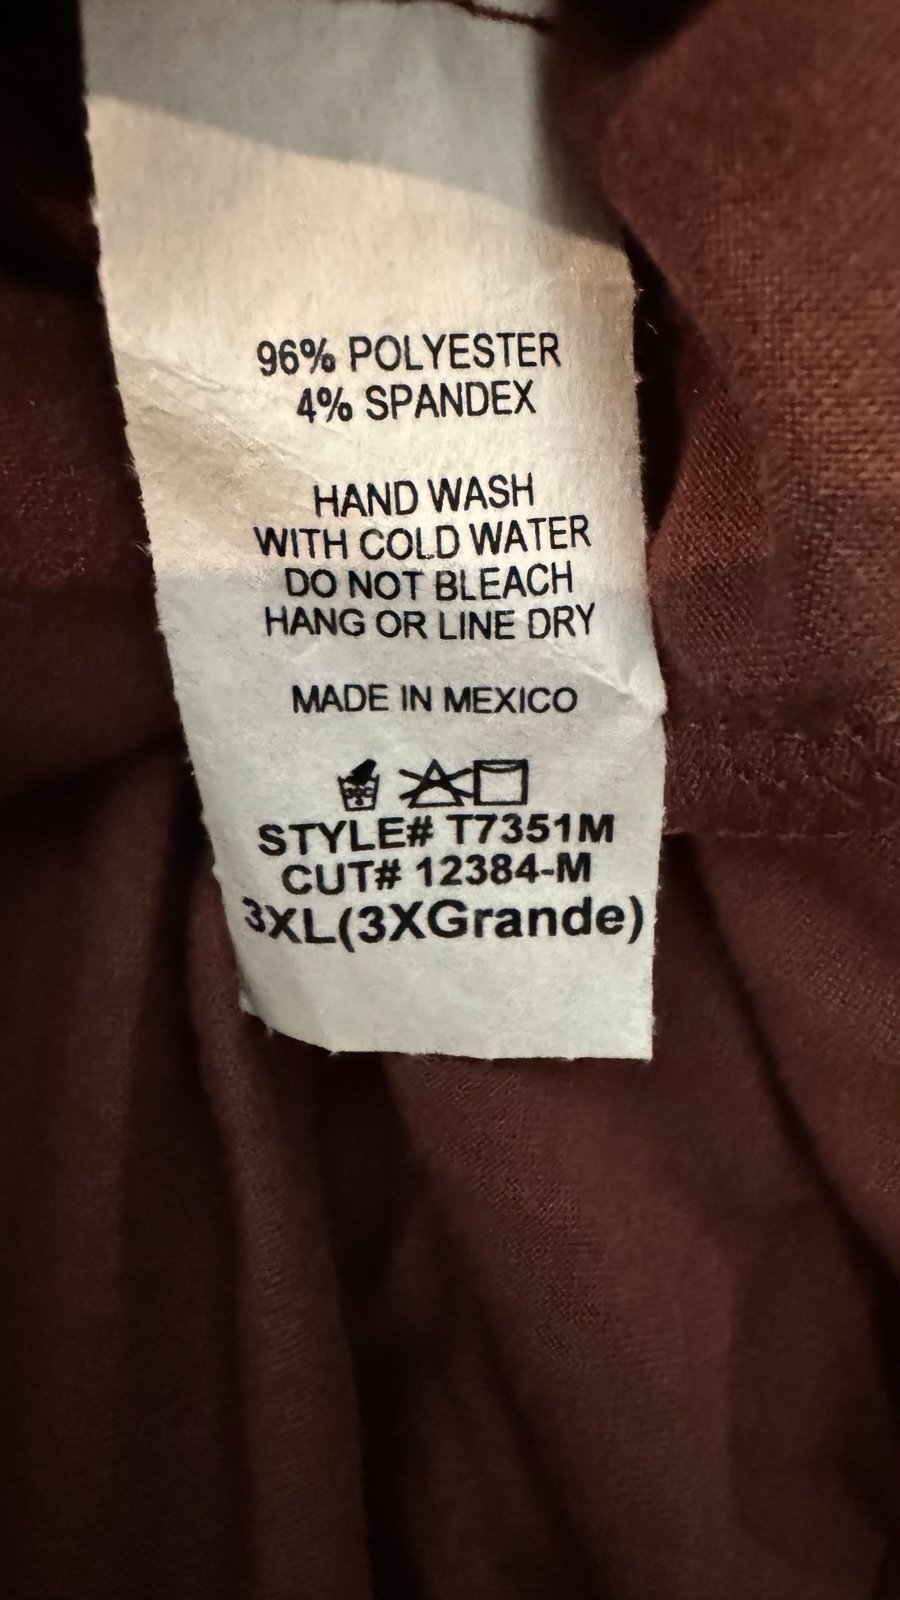 96% POLYESTER
4% SPANDEX
HAND WASH
WITH COLD WATER
DO NOT BLEACH
HANG OR LINE DRY
MADE IN MEXICO
STYLE# T7351M
CUT# 12384-M
3XL(3XGrande)